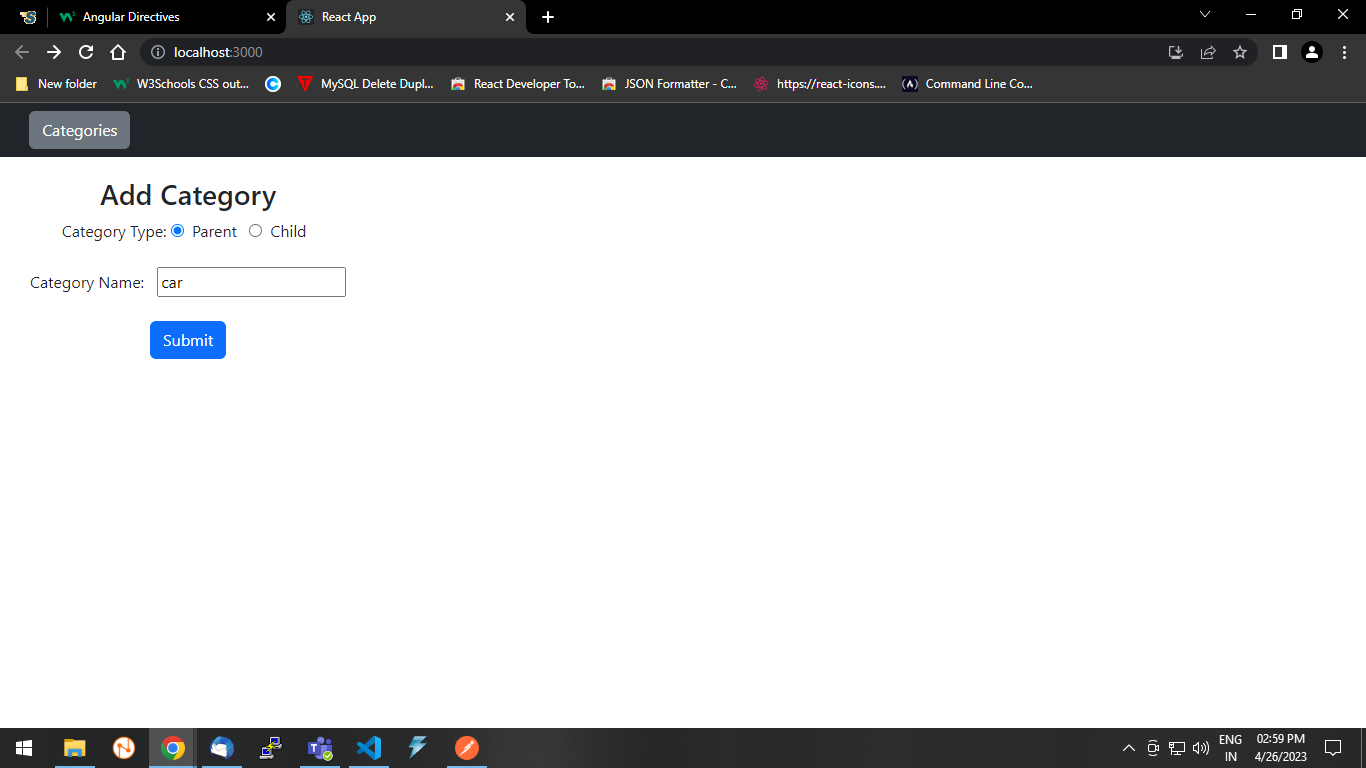 Angular Directives
React App
localhost:3000
New folder
W3Schools CSS out...
MySQL Delete Dupl...
React Developer To...
JSON Formatter - C...
https://react-icons....
Command Line Co...
Categories
Add Category
Category Type: Parent Child
Category Name: car
Submit
ENG
IN
02:59 PM
4/26/2023